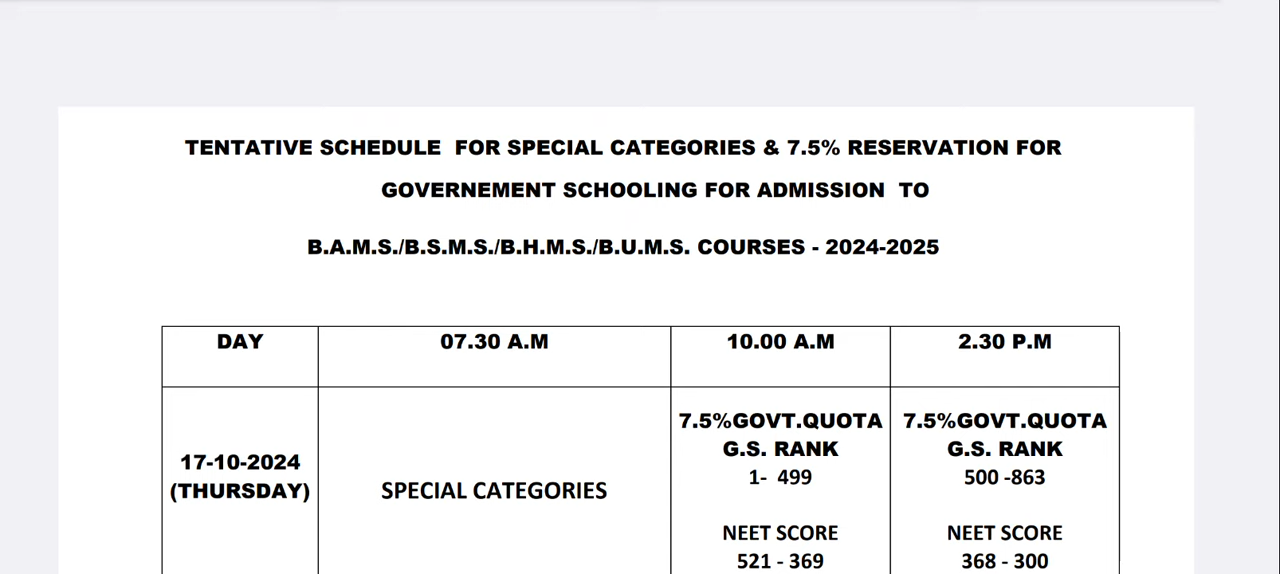 TENTATIVE SCHEDULE FOR SPECIAL CATEGORIES & 7.5% RESERVATION FOR
GOVERNEMENT SCHOOLING FOR ADMISSION TO
B.A.M.S./B.S.M.S./B.H.M.S./B.U.M.S. COURSES - 2024-2025
DAY 07.30 A.M 10.00 A.M 2.30 P.M
17-10-2024
(THURSDAY)
SPECIAL CATEGORIES
7.5%GOVT.QUOTA
G.S. RANK
1- 499
NEET SCORE
521 - 369
7.5%GOVT.QUOTA
G.S. RANK
500 -863
NEET SCORE
368 - 300